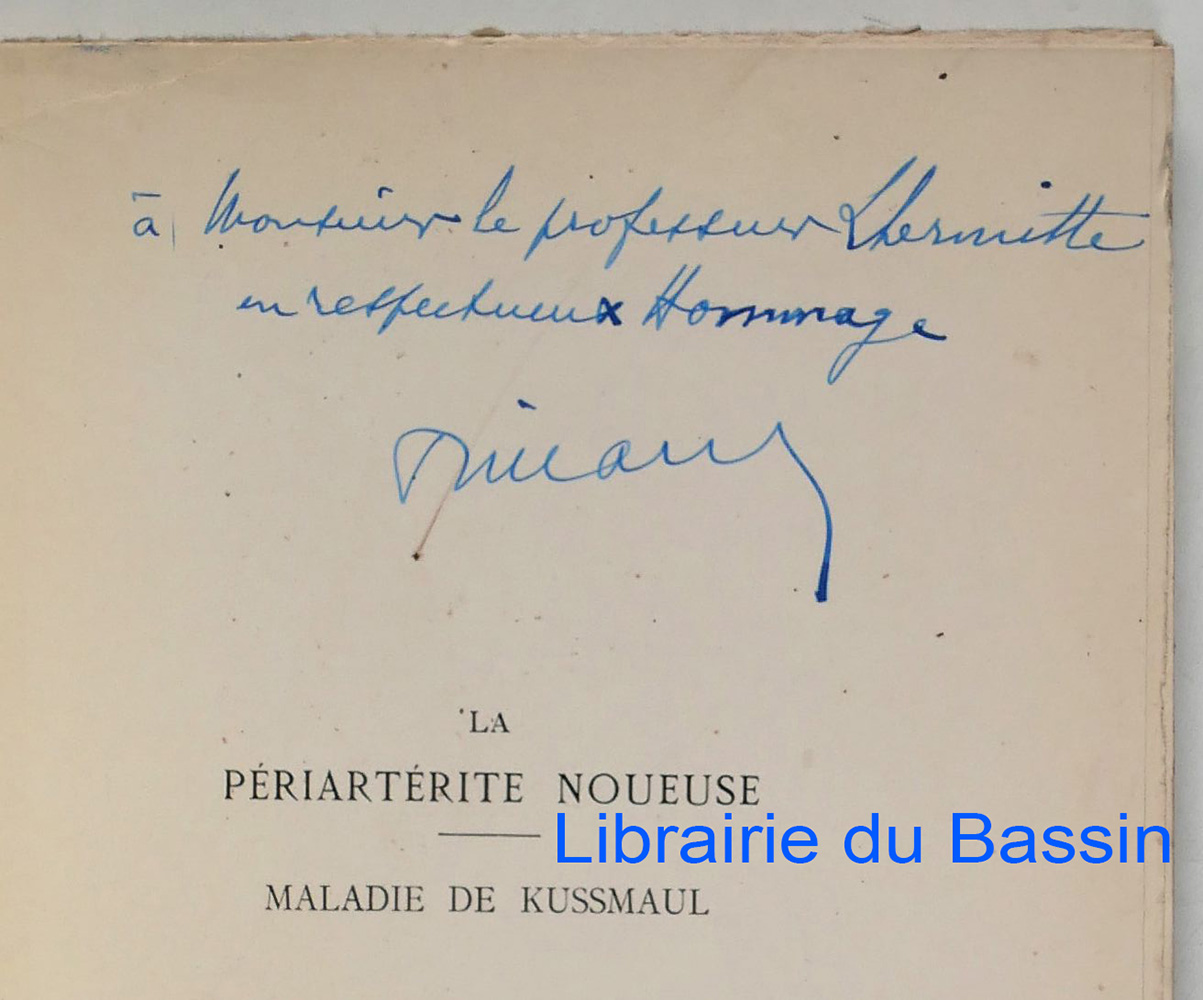 à Monsieur le professeur Lhermitte
en respectueux Hommage
LA
PÉRIARTÉRITE NOUEUSE
Librairie du Bassin
MALADIE DE KUSSMAUL